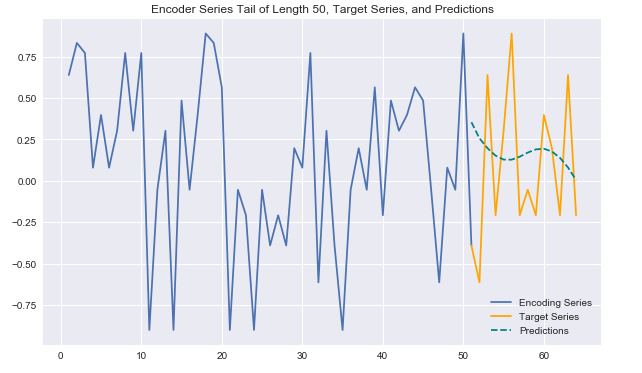 Encoder Series Tail of Length 50, Target Series, and Predictions
0.75
0.50
0.25
0.00
−0.25
−0.50
−0.75
0 10 20 30 40 50 60
Encoding Series
Target Series
Predictions